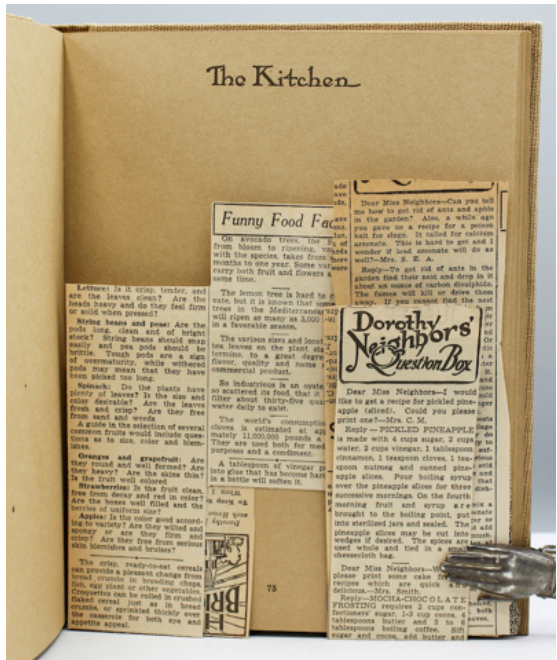 The Kitchen
Lettuce: Is it crisp, tender, and
are the leaves clean? Are the
heads heavy and do they feel firm
or solid when pressed?
String beans and peas: Are the
pods long, clean and of bright
stock? String beans should snap
easily and pea pods should be
brittle. Tough pods are a sign
of overmaturity, while withered
pods may mean that they have
been picked too long.
Spinach: Do the plants have
plenty of leaves? Is the size and
color desirable? Are the leaves
fresh and crisp? Are they free
from sand and weeds
A guide in the selection of several
common fruits would include ques-
tions as to size, color and blem-
ishes.
Oranges and grapefruit: Are
they round and well formed? Are
they heavy? Are the skins thin?
Is the fruit well colored
Strawberries: Is the fruit clean,
free from decay and red in color?
Are the boxes well filled and the
berries of uniform size?
Apples: Is the color good accord-
ing to variety? Are they wilted and
spongy or are they firm and
crisp? Are they free from serious
skin blemishes and bruises?
The crisp, ready-to-eat cereals
can provide a pleasant change from
bread crumbs in breading chops,
fish, egg plant or other vegetables.
Croquettes can be rolled in crushed
flaked cereal just as in bread
crumbs, or sprinkled thickly over
the casserole for both eye and
appetite appeal.
Funny Food Fac
On avocado trees, the
from bloom to ripening,
with the species, takes from
months to one year. Some var
carry both fruit and flowers
same time.
The lemon tree is hard to
vate, but it is known that some
in the Mediterranean
will ripen as many as 3,000
in a favorable season.
The various sizes and local
tea leaves on the plant
termine, to a great degree
flavor, quality and name
commercial product.
So industrious is an oyste
so scattered its food, that it
filter about thirty-five quar
water daily to exist.
The world's consumption
cloves is estimated at
mately 11,000,000 pounds a
They are used both for med
purposes and a condiment.
A tablespoon of vinegar
into glue that has become har
in a bottle will soften it.
75
Dear Miss Neighbors—Can you tell
me how to get rid of ants and aphis
in the garden? Also, a while ago
you gave us a recipe for a poison
bait for slugs. It called for calcium
arsenate. This is hard to get and I
wonder if lead arsenate will do as
well?—Mrs. S. E. A.
Reply—To get rid of ants in the
garden find their nest and drop in it
about an ounce of carbon disulphide.
The fumes will kill or drive them
away. If you cannot find the nest
Dorothy
Neighbors'
Question Box
Dear Miss Neighbors—I would
like to get a recipe for pickled pine-
apple (sliced). Could you please
print one?—Mrs. C. M.
Reply — PICKLED PINEAPPLE
is made with 4 cups sugar, 2 cups
water, 2 cups vinegar, 1 tablespoon
cinnamon, 1 teaspoon cloves, 1 tea-
spoon nutmeg and canned pine-
apple slices. Pour boiling syrup
over the pineapple slices for three
successive mornings. On the fourth
morning fruit and syrup are
brought to the boiling point, put
into sterilized jars and sealed. The
pineapple slices may be cut into
wedges if desired. The spices are
used whole and tied in a small
cheesecloth bag.
Dear Miss Neighbors—
please print some cake
recipes which are quick and
delicious.—Mrs. Smith.
Reply—MOCHA-CHOCOLATE
FROSTING requires 2 cups con-
fectioners' sugar, 1-3 cup cocoa, 4
tablespoons butter and 3 to 6
tablespoons boiling coffee. Sift
sugar and cocoa, add butter and